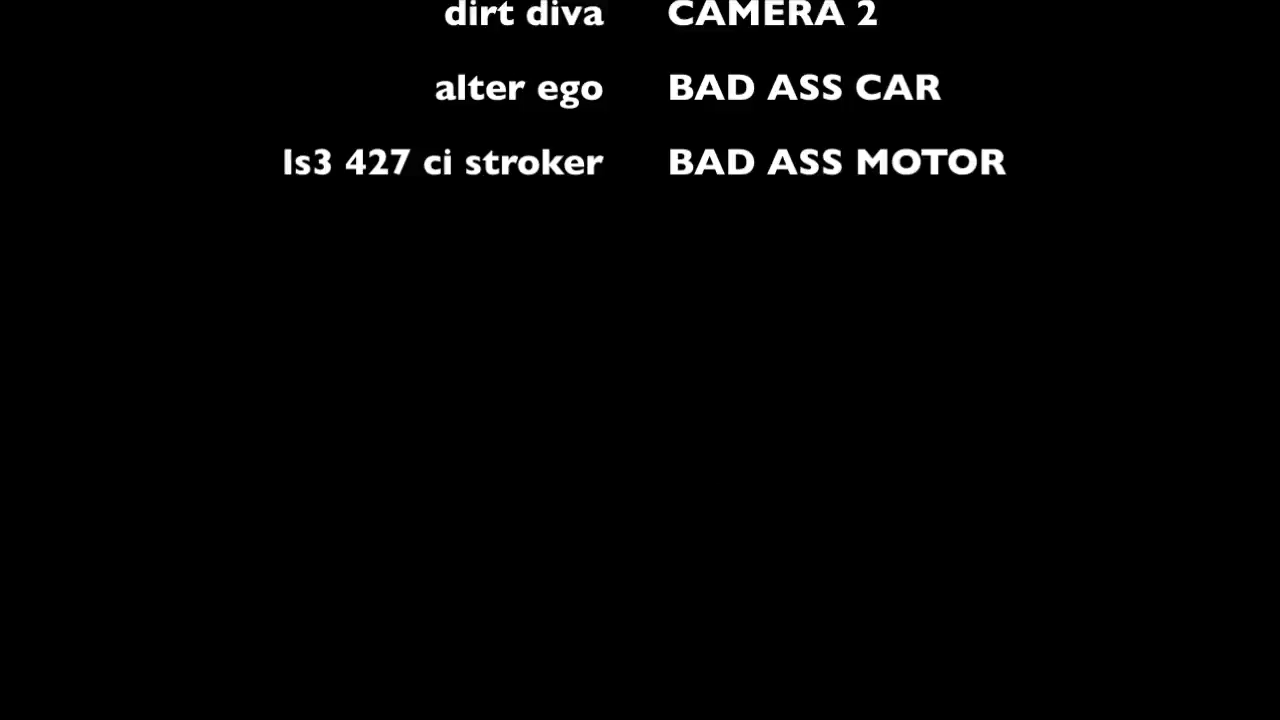 dirt diva CAMERA 2
alter ego BAD ASS CAR
ls3 427 ci stroker BAD ASS MOTOR